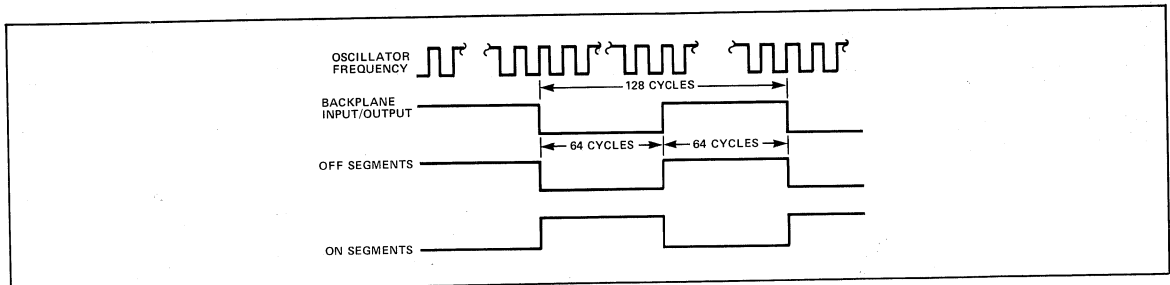 OSCILLATOR
FREQUENCY
128 CYCLES
BACKPLANE
INPUT/OUTPUT
64 CYCLES
64 CYCLES
OFF SEGMENTS
ON SEGMENTS